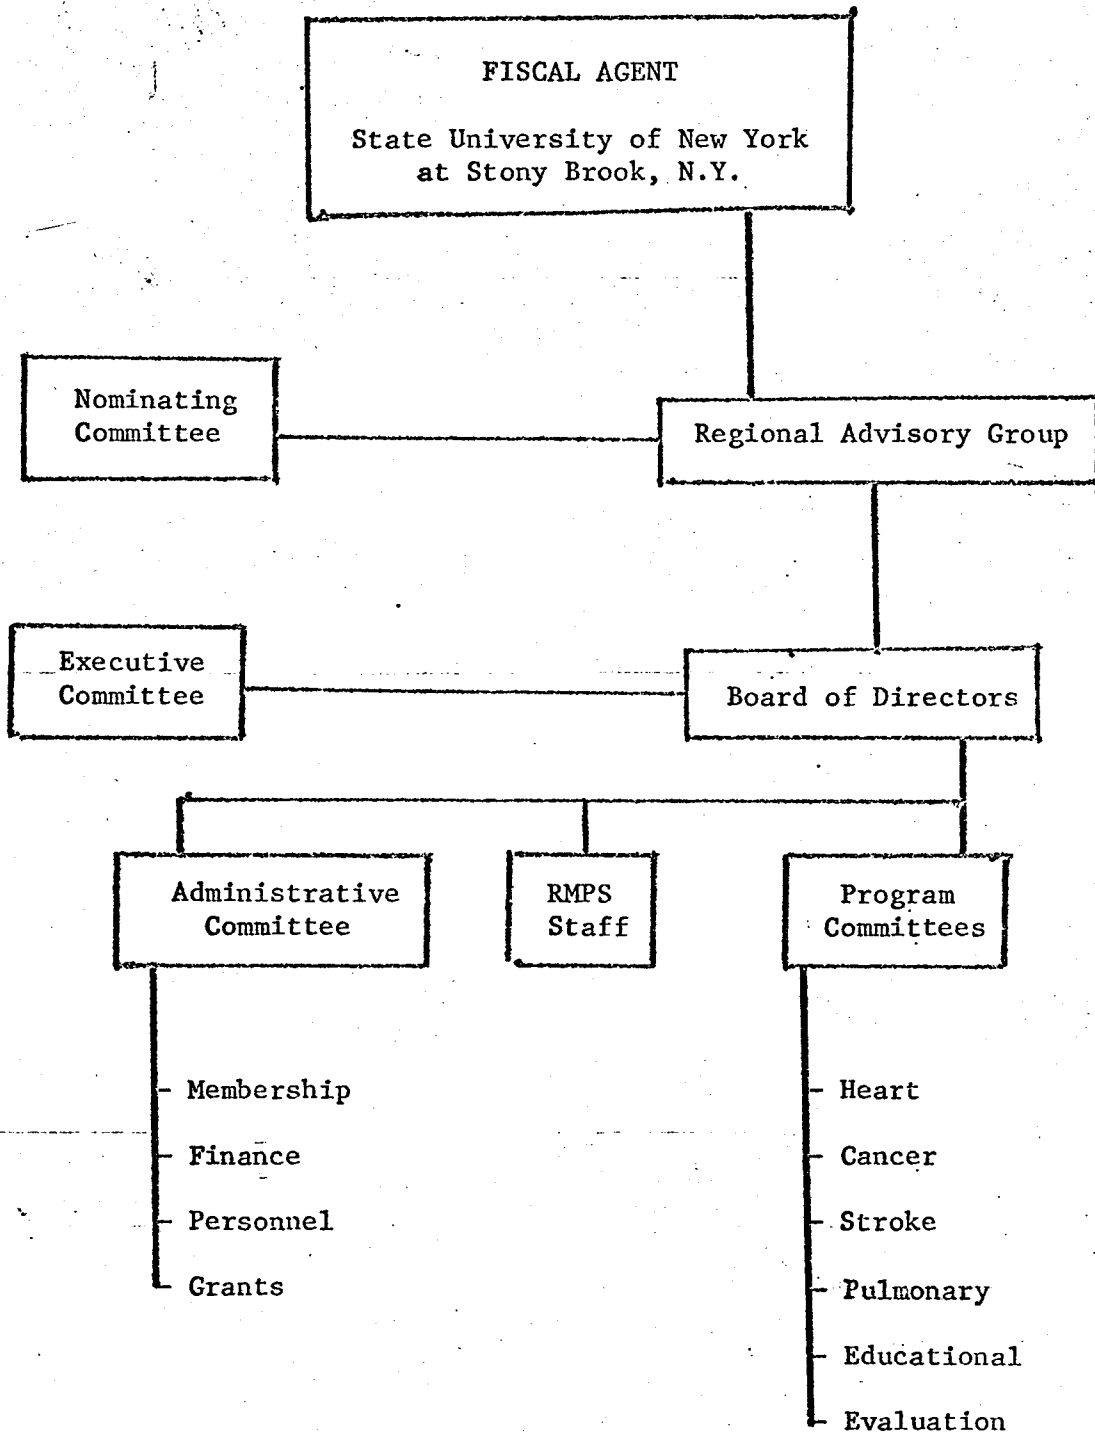 FISCAL AGENT
State University of New York
at Stony Brook, N.Y.
Nominating
Committee
Regional Advisory Group
Executive
Committee
Board of Directors
Administrative
Committee
RMPS
Staff
Program
Committees
Membership
Finance
Personnel
Grants
Heart
Cancer
Stroke
Pulmonary
Educational
Evaluation